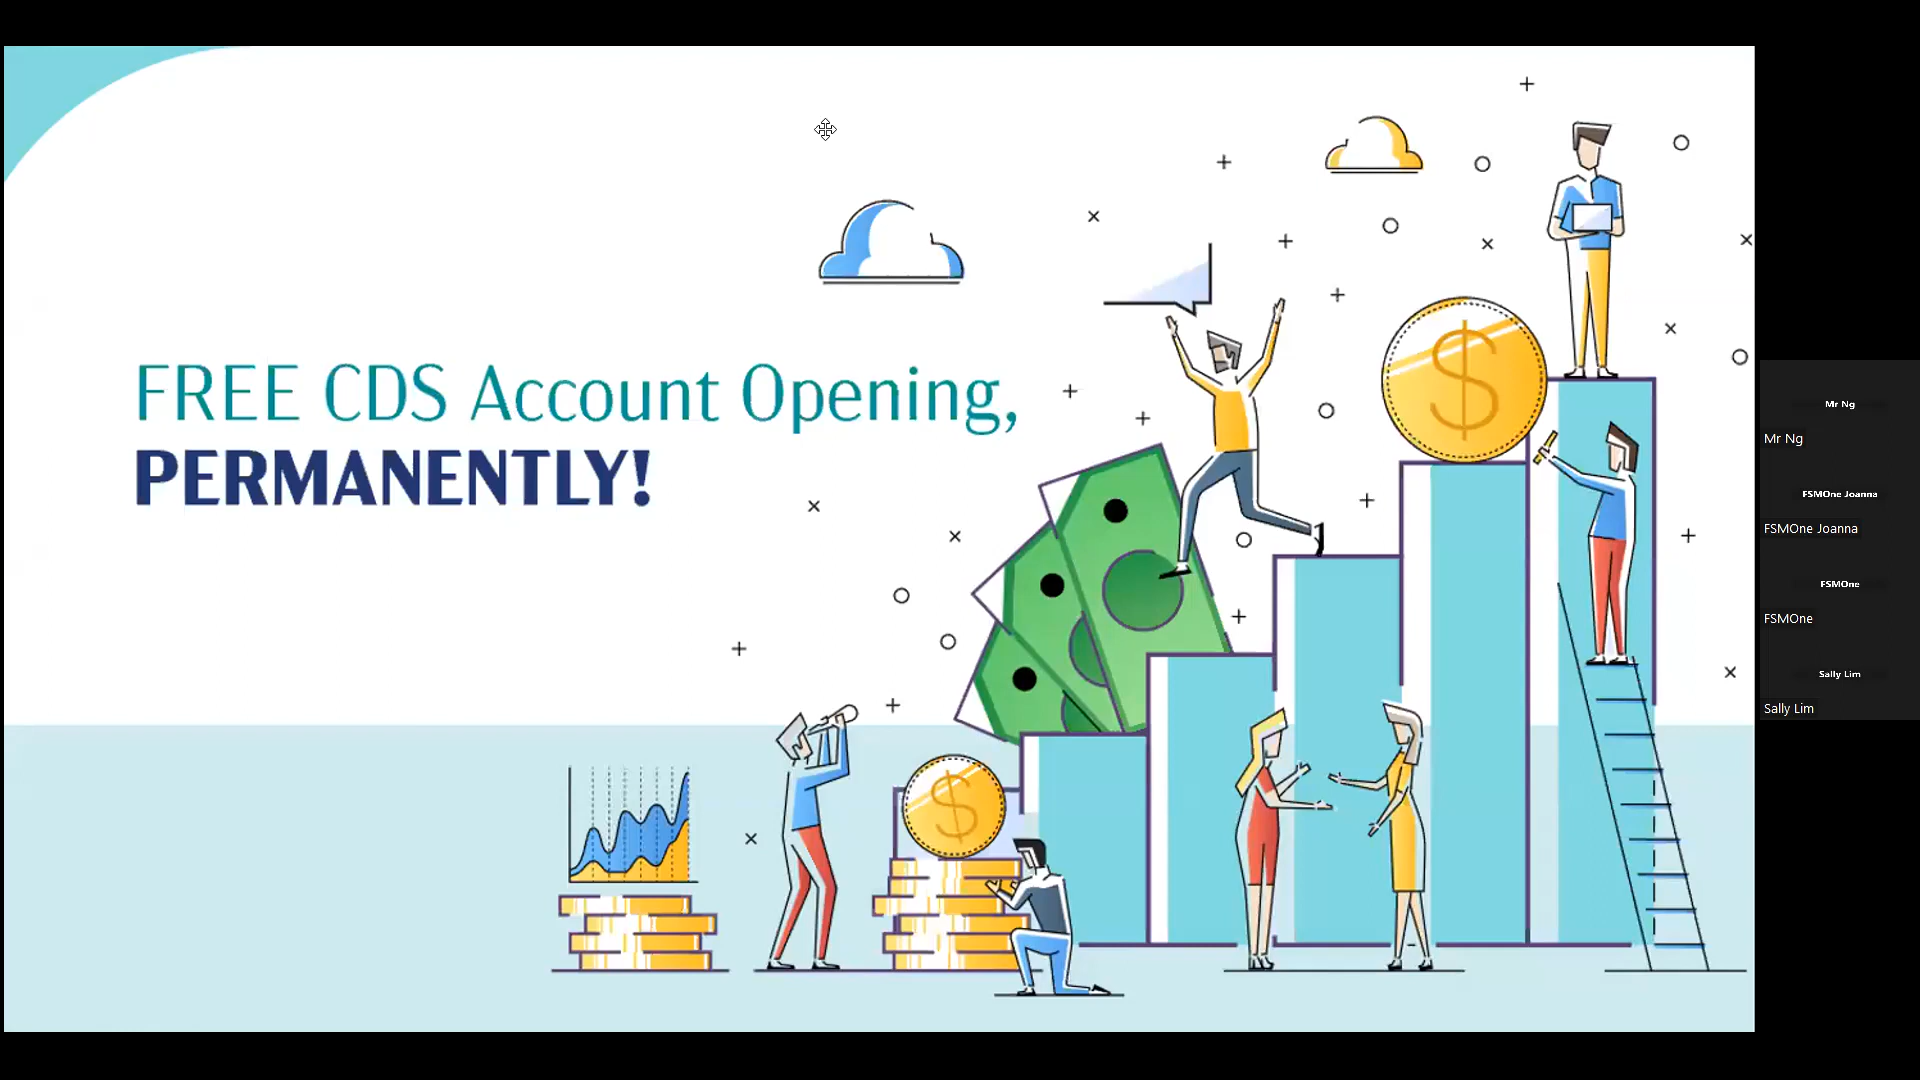 FREE CDS Account Opening,
PERMANENTLY!
Mr Ng
Mr Ng
FSMOne Joanna
FSMOne Joanna
FSMOne
FSMOne
Sally Lim
Sally Lim